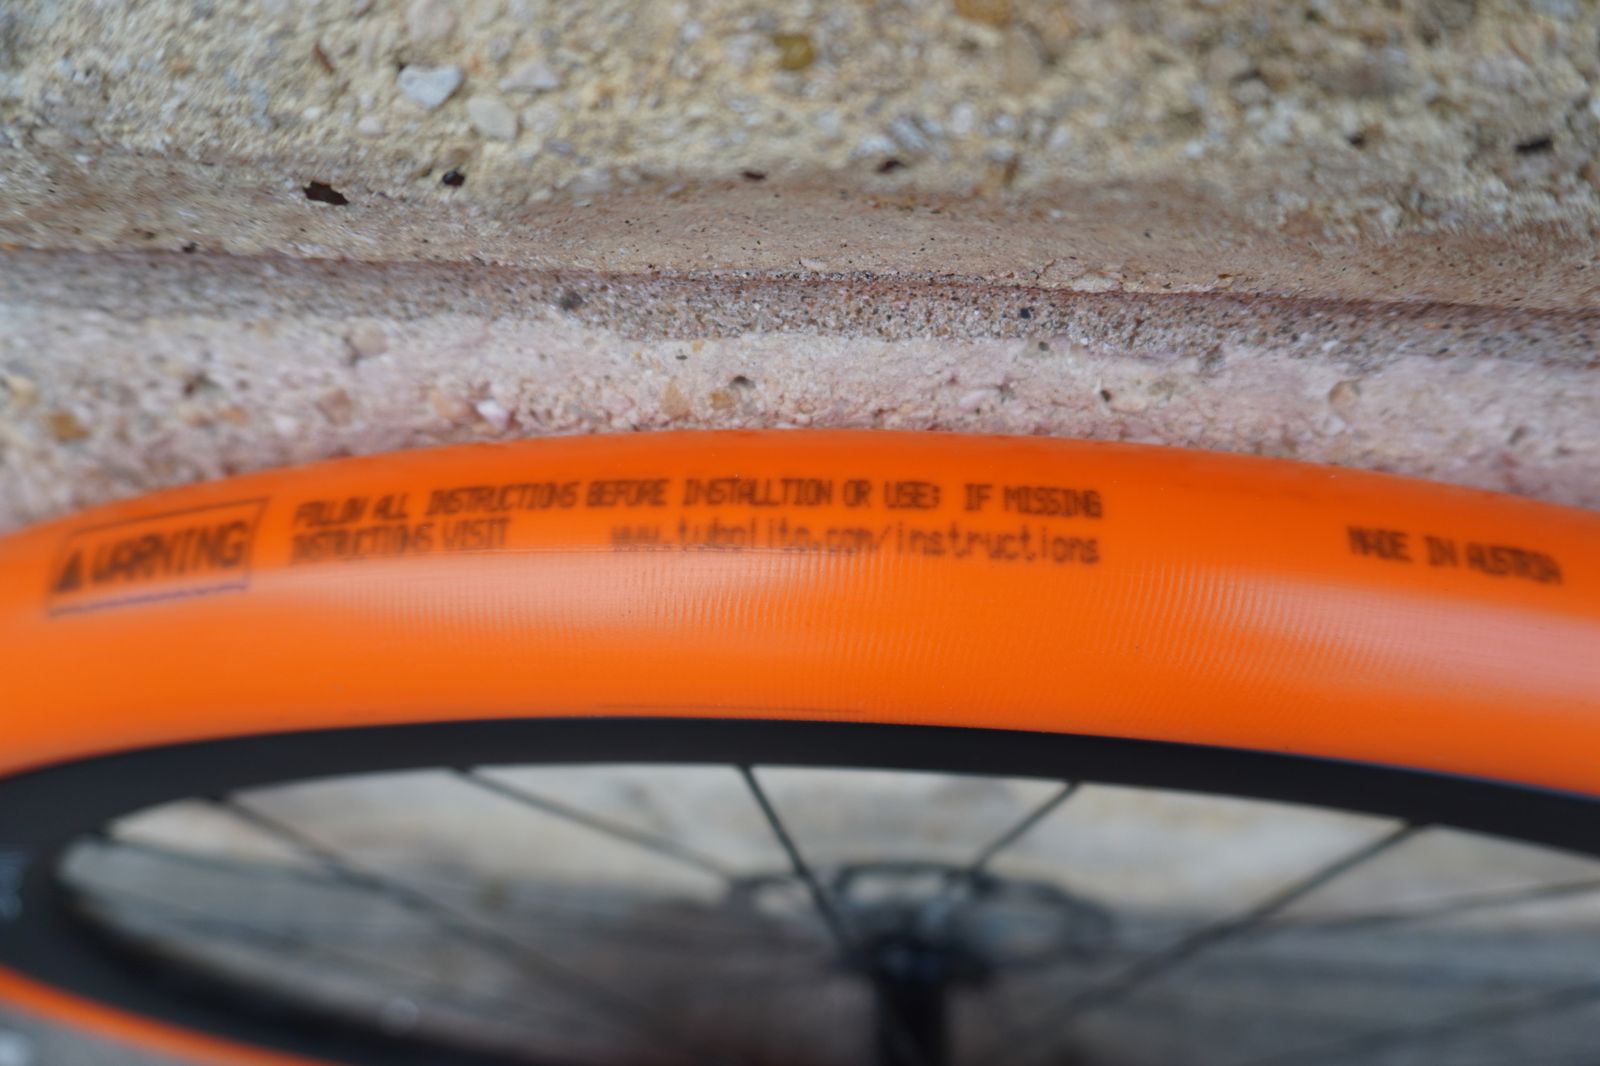 WARNING
FOLLOW ALL INSTRUCTIONS BEFORE INSTALLTION OR USE; IF MISSING
INSTRUCTIONS VISIT www.tubolito.com/instructions
MADE IN AUSTRIA